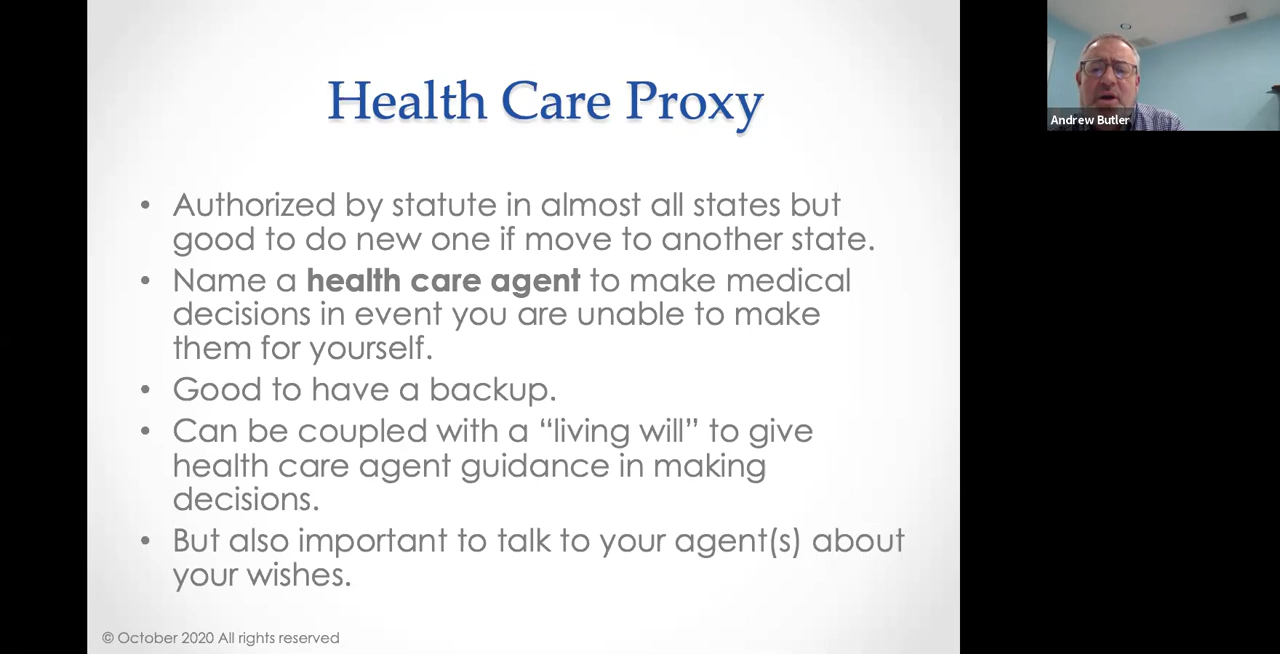 Health Care Proxy
• Authorized by statute in almost all states but
good to do new one if move to another state.
• Name a health care agent to make medical
decisions in event you are unable to make
them for yourself.
• Good to have a backup.
• Can be coupled with a “living will” to give
health care agent guidance in making
decisions.
• But also important to talk to your agent(s) about
your wishes.
© October 2020 All rights reserved
Andrew Butler